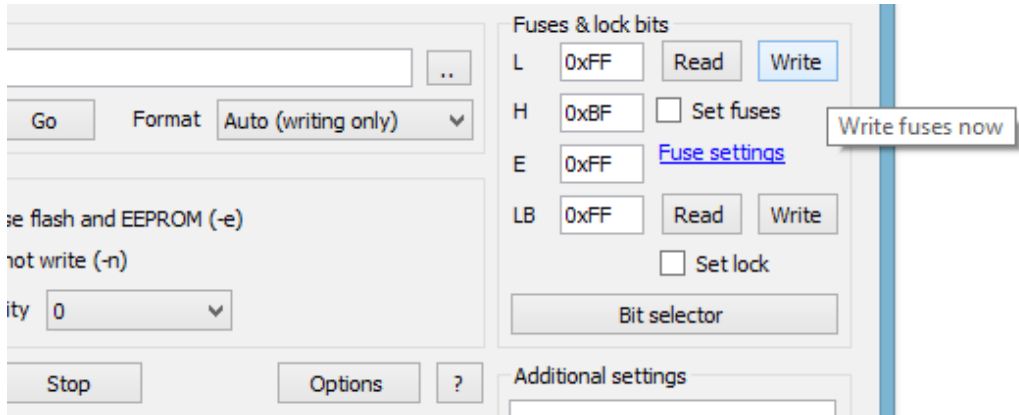 Fuses & lock bits
L 0xFF Read Write
..
Go Format Auto (writing only)
H 0xBF Set fuses
Write fuses now
E 0xFF Fuse settings
LB 0xFF Read Write
se flash and EEPROM (-e)
not write (-n)
Set lock
ity 0
Bit selector
Stop Options ?
Additional settings